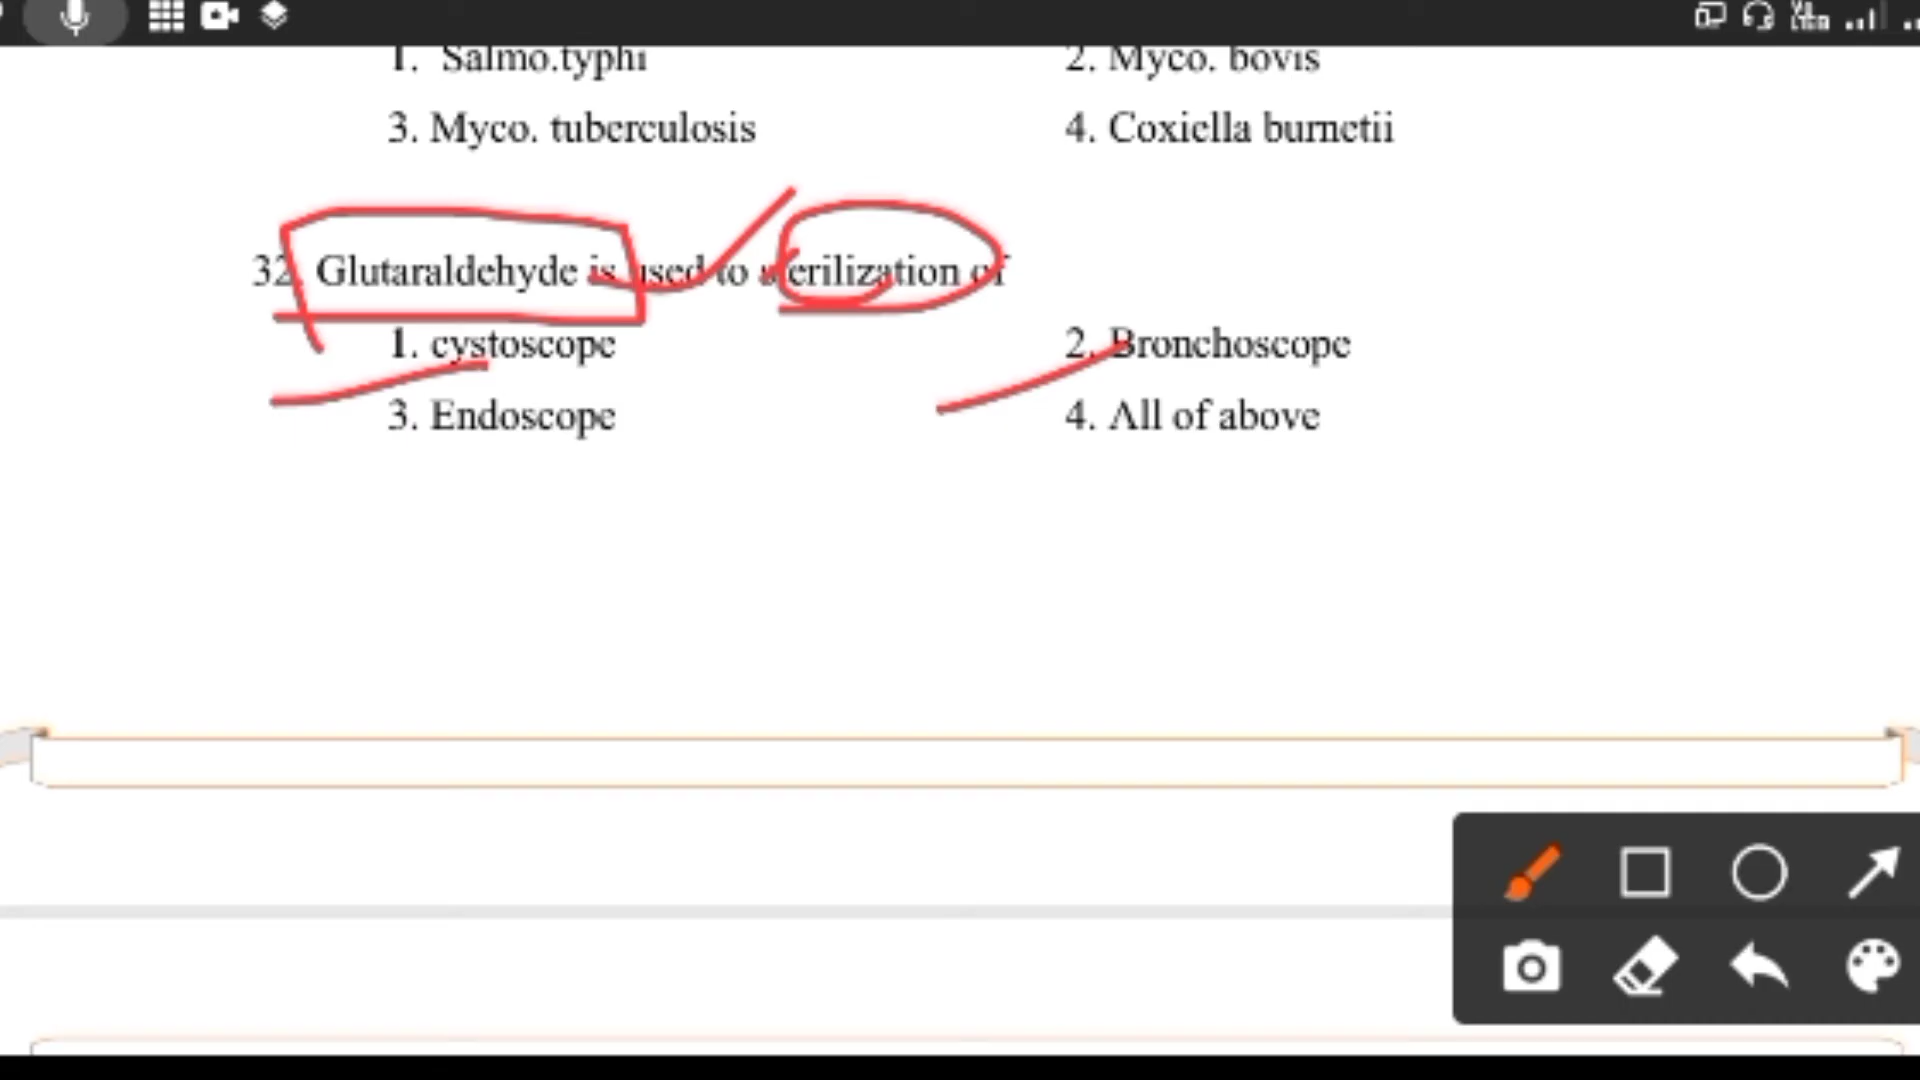 1. Salmo.typhi
2. Myco. bovis
3. Myco. tuberculosis
4. Coxiella burnetii
32. Glutaraldehyde is used to sterilization of
1. cystoscope
2. Bronchoscope
3. Endoscope
4. All of above